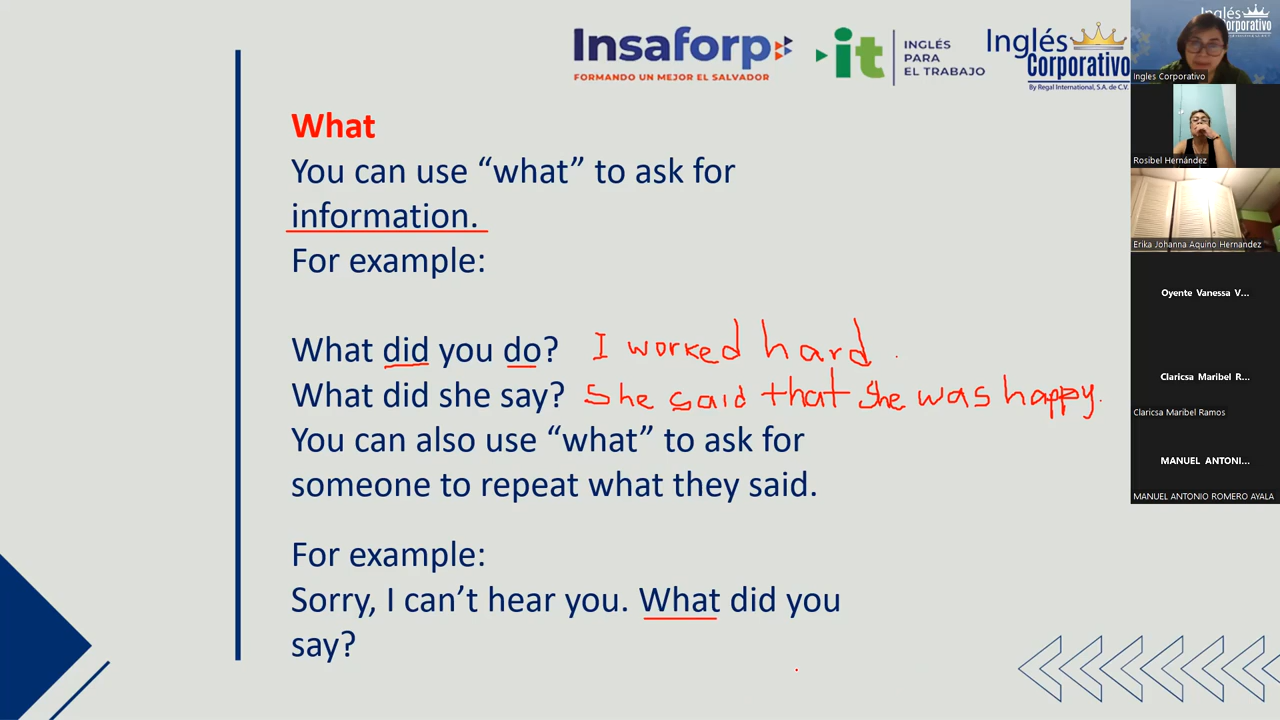 Insaforp
FORMANDO UN MEJOR EL SALVADOR
it
INGLÉS
PARA
EL TRABAJO
Inglés
Corporativo
By Regal International, S.A. de C.V.
What
You can use “what” to ask for
information.
For example:
What did you do? I worked hard.
What did she say? She said that she was happy.
You can also use “what” to ask for
someone to repeat what they said.
For example:
Sorry, I can’t hear you. What did you
say?
Ingles Corporativo
Rosibel Hernández
Erika Johanna Aquino Hernandez
Oyente Vanessa V...
Claricsa Maribel R...
Claricsa Maribel Ramos
MANUEL ANTONI...
MANUEL ANTONIO ROMERO AYALA